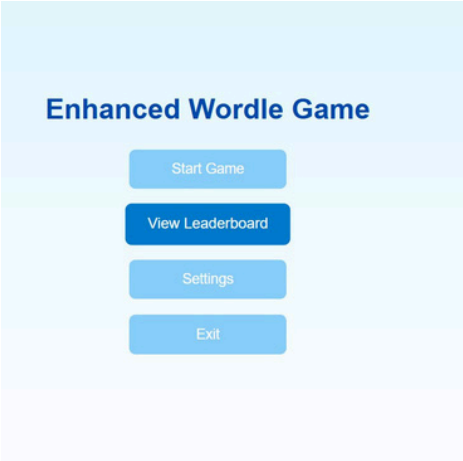 Enhanced Wordle Game
Start Game
View Leaderboard
Settings
Exit